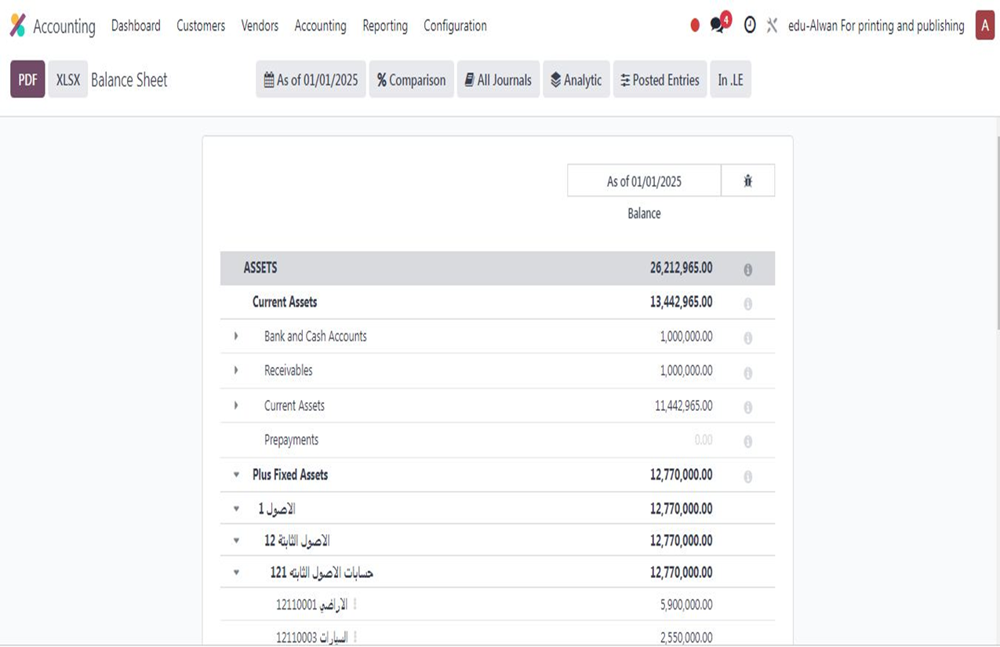 Accounting Dashboard Customers Vendors Accounting Reporting Configuration 4 edu-Alwan For printing and publishing A
PDF XLSX Balance Sheet As of 01/01/2025 % Comparison All Journals Analytic Posted Entries In .LE
As of 01/01/2025
Balance
ASSETS 26,212,965.00
Current Assets 13,442,965.00
Bank and Cash Accounts 1,000,000.00
Receivables 1,000,000.00
Current Assets 11,442,965.00
Prepayments 0.00
Plus Fixed Assets 12,770,000.00
1 الاصول 12,770,000.00
12 الاصول الثابتة 12,770,000.00
121 حسابات الاصول الثابته 12,770,000.00
12110001 الاراضي 5,900,000.00
12110003 السيارات 2,550,000.00